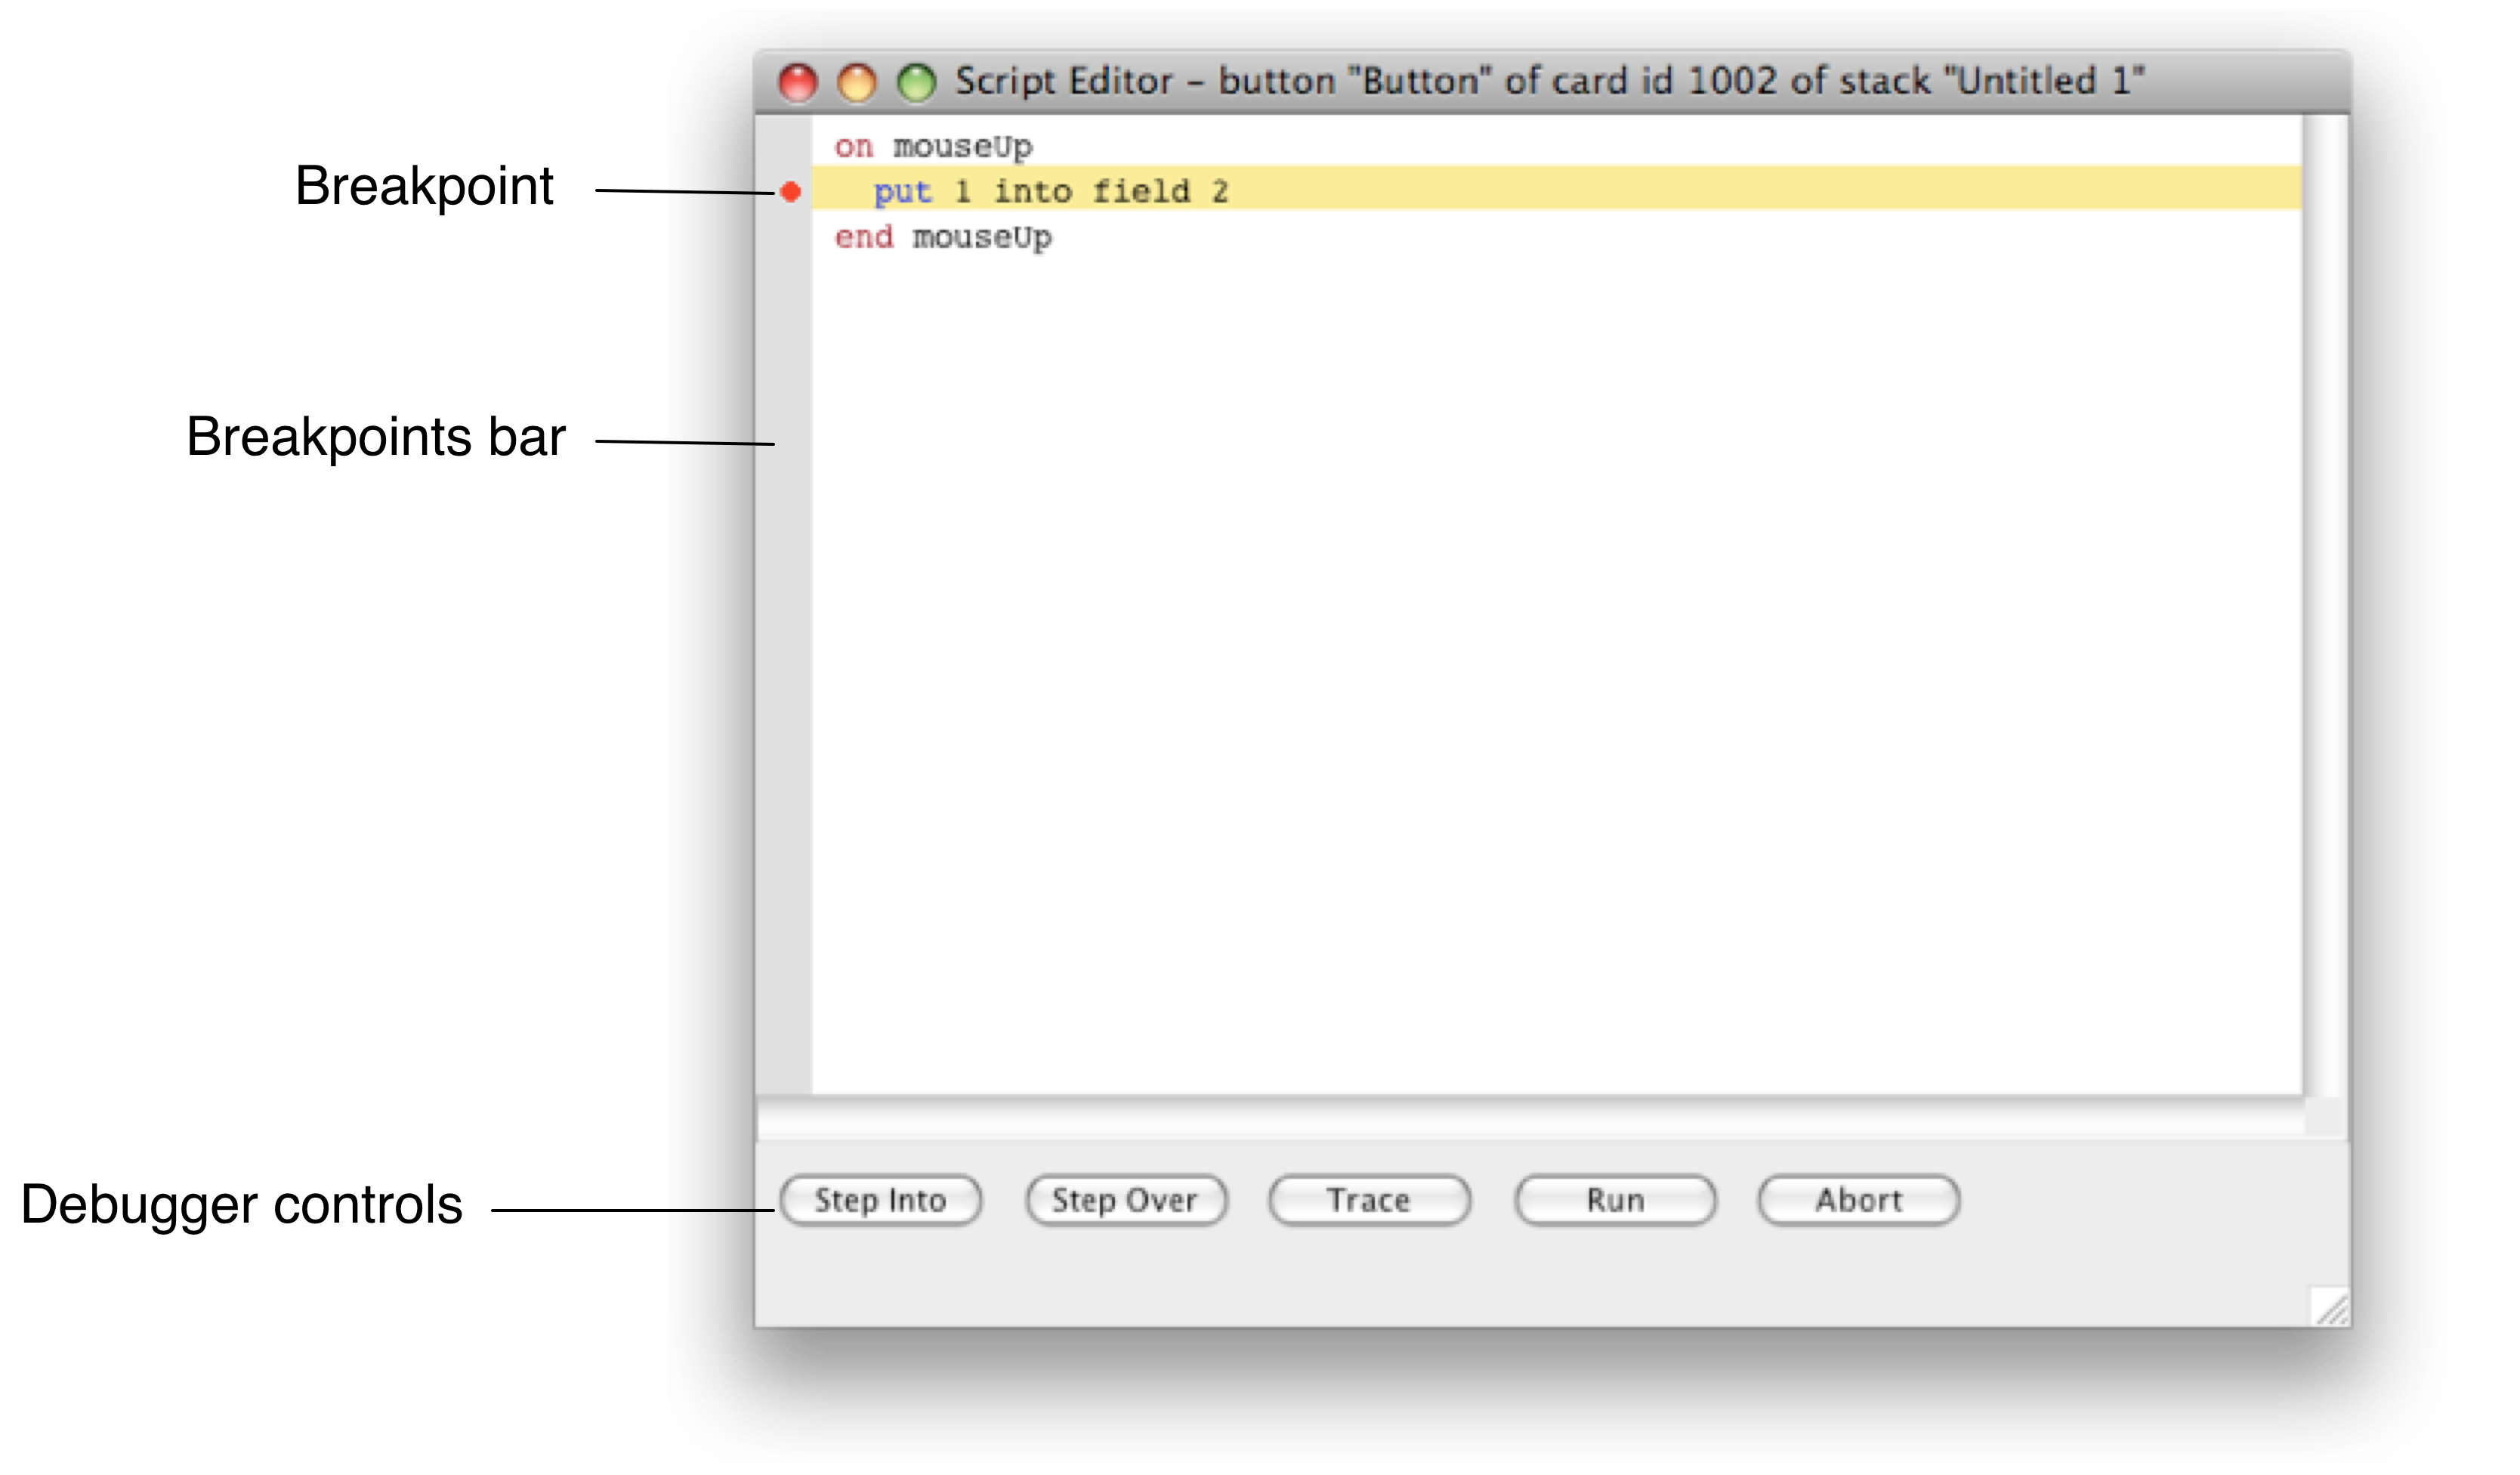 Script Editor – button "Button" of card id 1002 of stack "Untitled 1"
on mouseUp
Breakpoint
put 1 into field 2
end mouseUp
Breakpoints bar
Debugger controls
Step Into
Step Over
Trace
Run
Abort